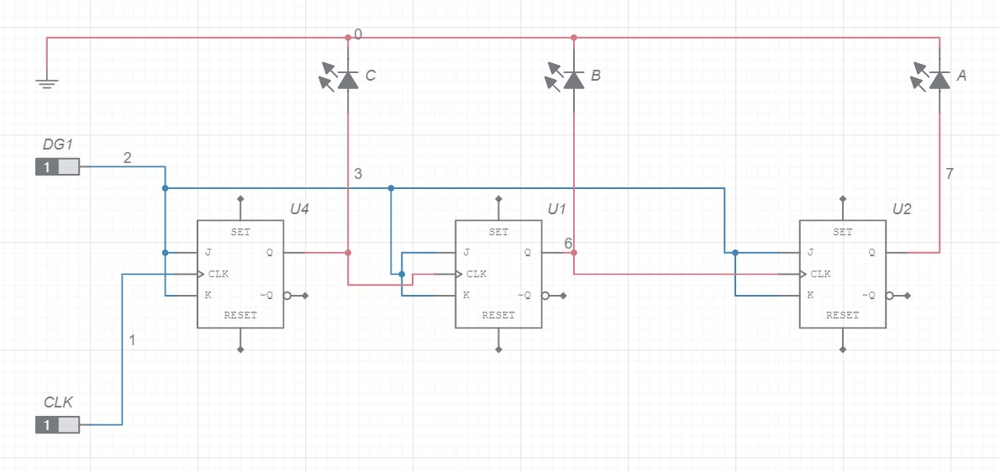 0
C
B
A
DG1
1
2
3
7
U4
U1
U2
SET
SET
SET
J
Q
J
Q
J
Q
6
CLK
CLK
CLK
K
~Q
K
~Q
K
~Q
RESET
RESET
RESET
1
CLK
1